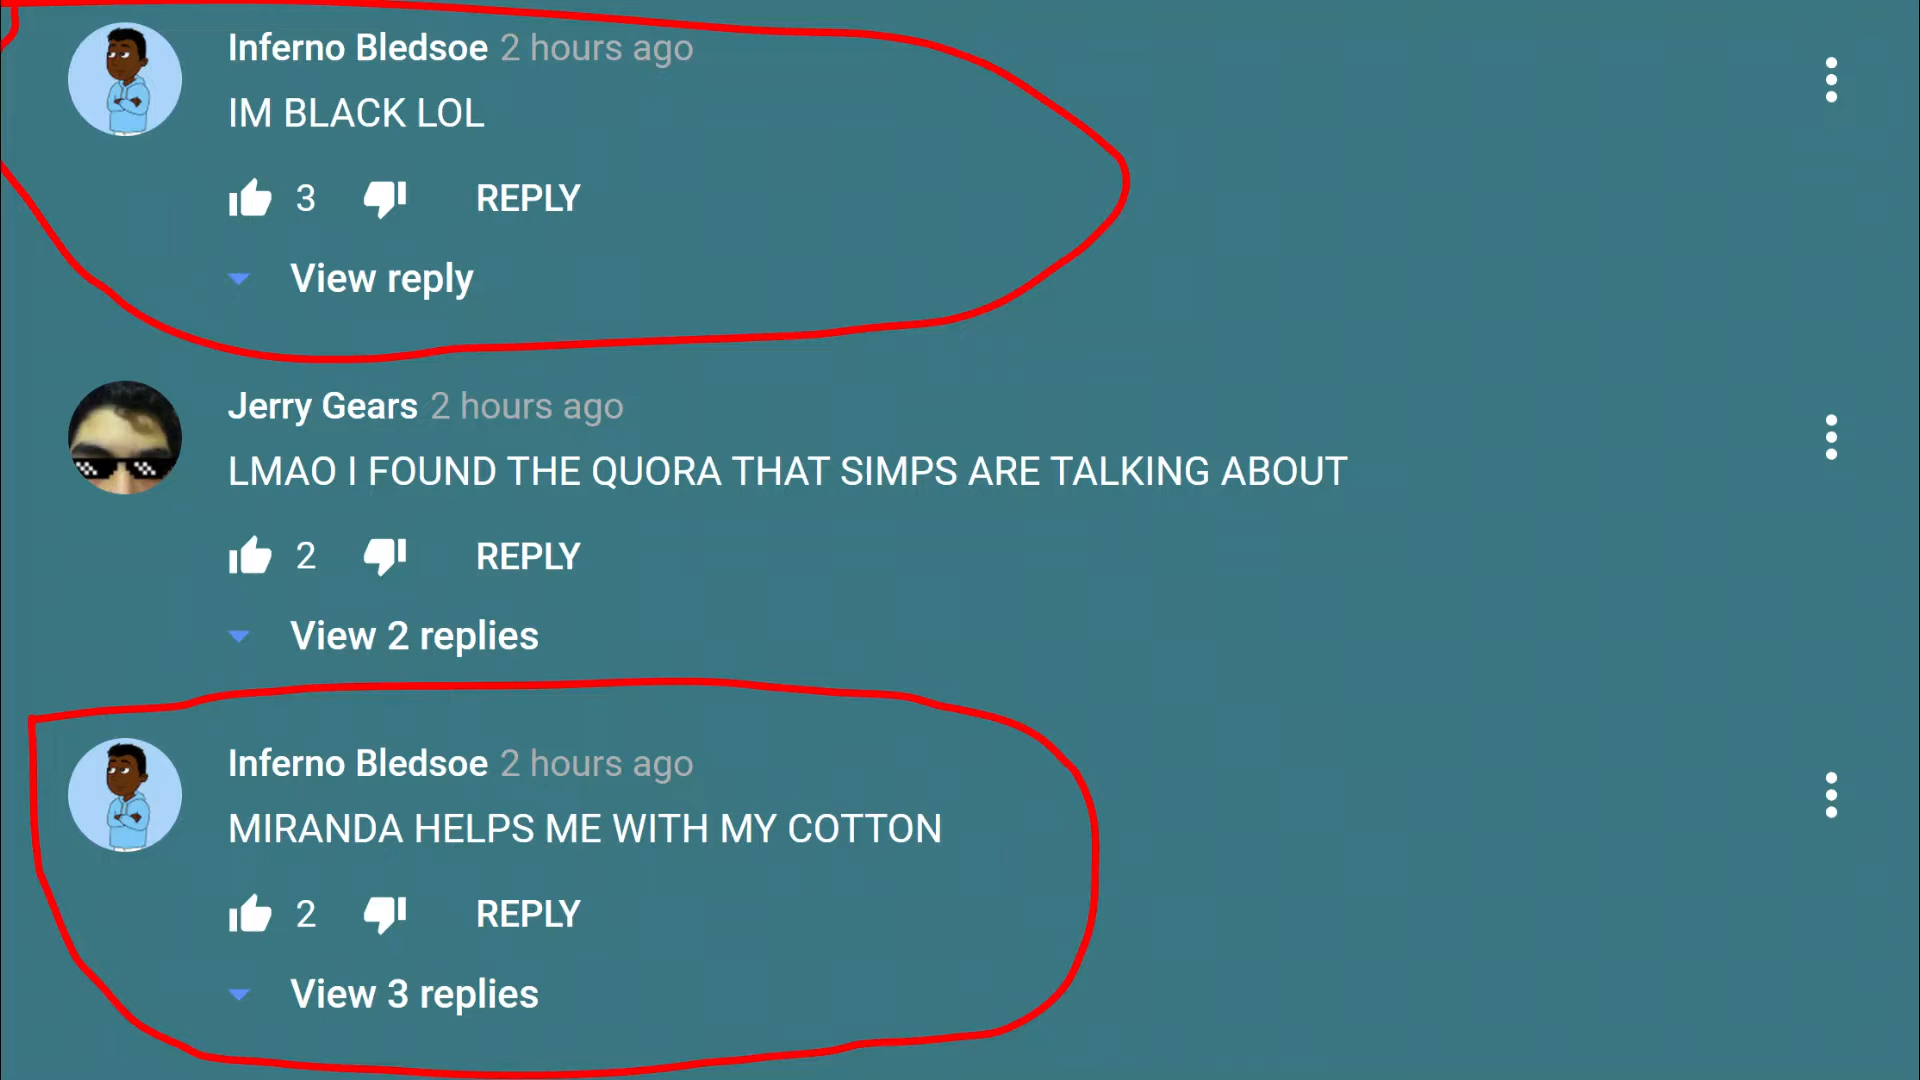 Inferno Bledsoe 2 hours ago
IM BLACK LOL
3 REPLY
View reply
Jerry Gears 2 hours ago
LMAO I FOUND THE QUORA THAT SIMPS ARE TALKING ABOUT
2 REPLY
View 2 replies
Inferno Bledsoe 2 hours ago
MIRANDA HELPS ME WITH MY COTTON
2 REPLY
View 3 replies